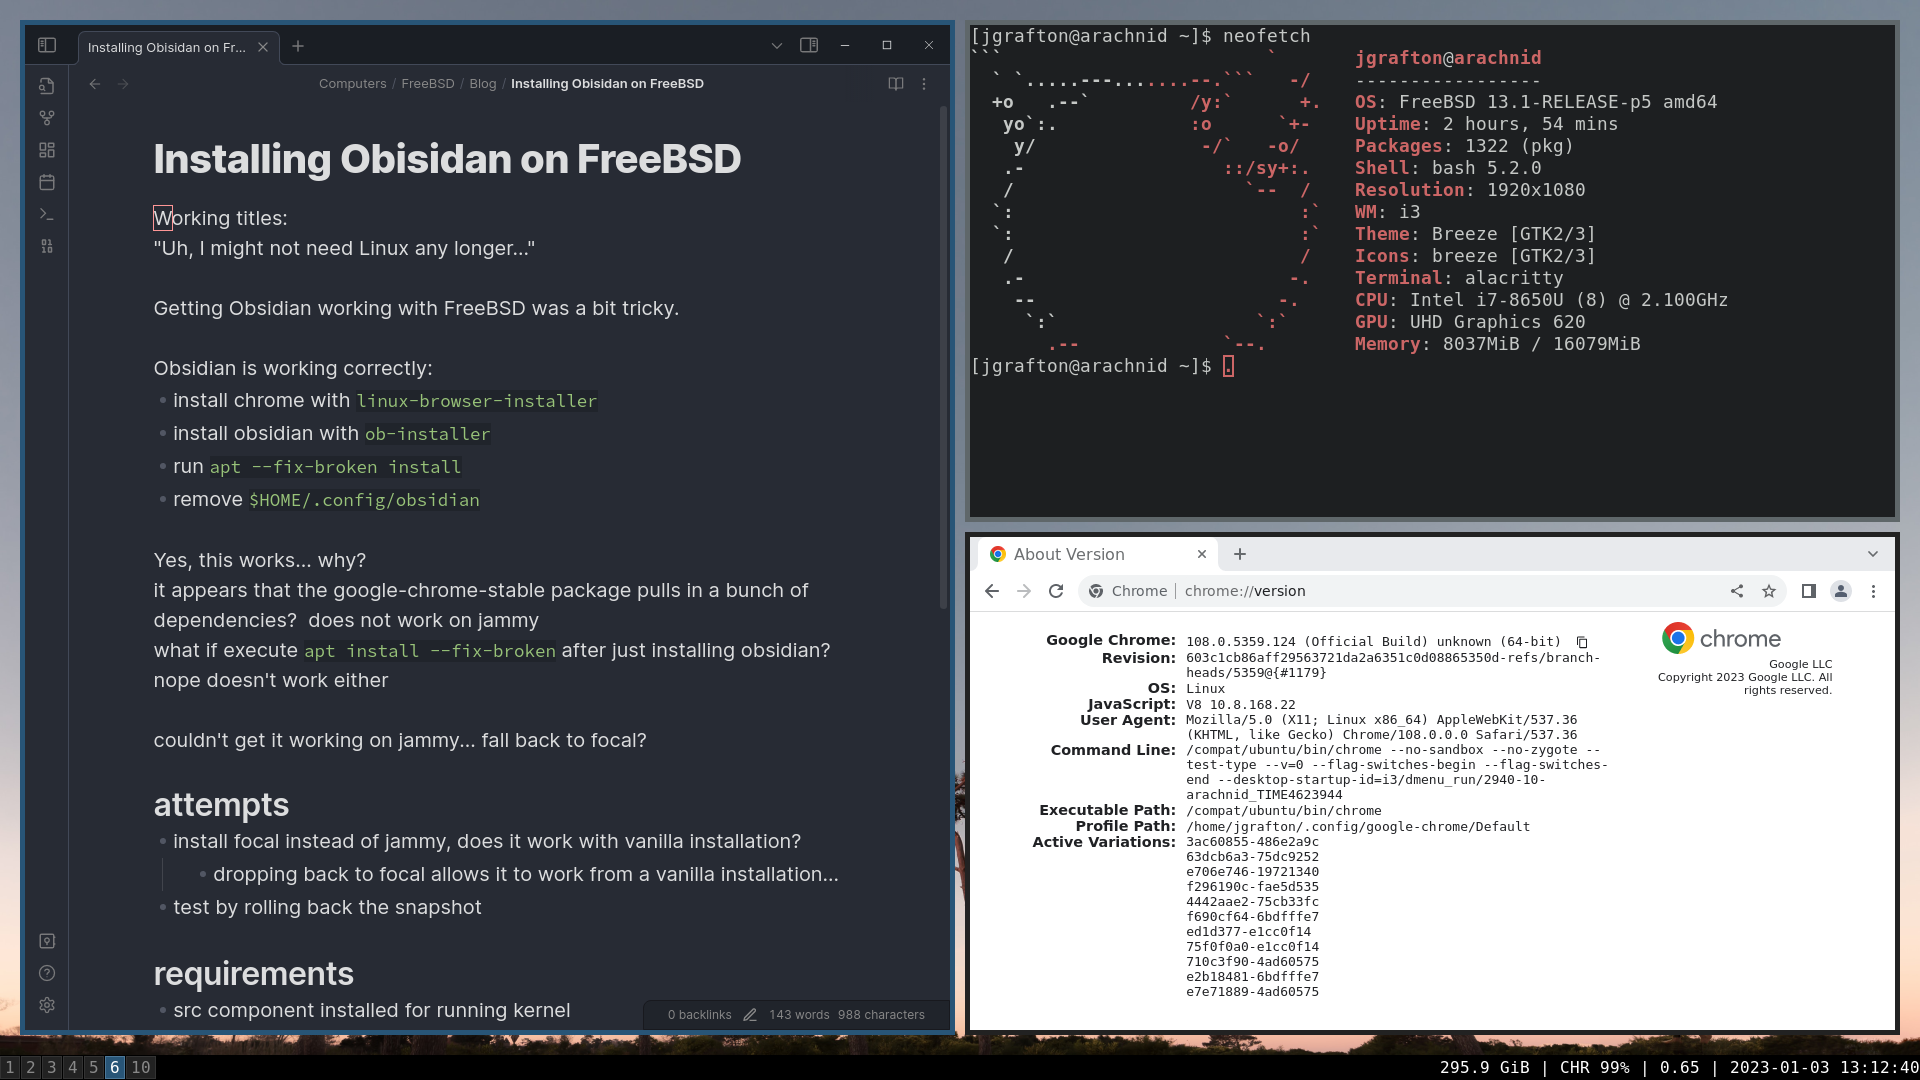 Installing Obisidan on Fr...
Computers / FreeBSD / Blog / Installing Obisidan on FreeBSD
Installing Obisidan on FreeBSD
Working titles:
"Uh, I might not need Linux any longer..."
Getting Obsidian working with FreeBSD was a bit tricky.
Obsidian is working correctly:
install chrome with linux-browser-installer
install obsidian with ob-installer
run apt --fix-broken install
remove $HOME/.config/obsidian
Yes, this works... why?
it appears that the google-chrome-stable package pulls in a bunch of
dependencies?  does not work on jammy
what if execute apt install --fix-broken after just installing obsidian?
nope doesn't work either
couldn't get it working on jammy... fall back to focal?
attempts
install focal instead of jammy, does it work with vanilla installation?
dropping back to focal allows it to work from a vanilla installation...
test by rolling back the snapshot
requirements
src component installed for running kernel
0 backlinks 143 words 988 characters
[jgrafton@arachnid ~]$ neofetch
jgrafton@arachnid
-----------------
OS: FreeBSD 13.1-RELEASE-p5 amd64
Uptime: 2 hours, 54 mins
Packages: 1322 (pkg)
Shell: bash 5.2.0
Resolution: 1920x1080
WM: i3
Theme: Breeze [GTK2/3]
Icons: breeze [GTK2/3]
Terminal: alacritty
CPU: Intel i7-8650U (8) @ 2.100GHz
GPU: UHD Graphics 620
Memory: 8037MiB / 16079MiB
[jgrafton@arachnid ~]$ .
About Version
Chrome | chrome://version
chrome
Google LLC
Copyright 2023 Google LLC. All
rights reserved.
Google Chrome: 108.0.5359.124 (Official Build) unknown (64-bit)
Revision: 603c1cb86aff29563721da2a6351c0d08865350d-refs/branch-
heads/5359@{#1179}
OS: Linux
JavaScript: V8 10.8.168.22
User Agent: Mozilla/5.0 (X11; Linux x86_64) AppleWebKit/537.36
(KHTML, like Gecko) Chrome/108.0.0.0 Safari/537.36
Command Line: /compat/ubuntu/bin/chrome --no-sandbox --no-zygote --
test-type --v=0 --flag-switches-begin --flag-switches-
end --desktop-startup-id=i3/dmenu_run/2940-10-
arachnid_TIME4623944
Executable Path: /compat/ubuntu/bin/chrome
Profile Path: /home/jgrafton/.config/google-chrome/Default
Active Variations: 3ac60855-486e2a9c
63dcb6a3-75dc9252
e706e746-19721340
f296190c-fae5d535
4442aae2-75cb33fc
f690cf64-6bdfffe7
ed1d377-e1cc0f14
75f0f0a0-e1cc0f14
710c3f90-4ad60575
e2b18481-6bdfffe7
e7e71889-4ad60575
1 2 3 4 5 6 10
295.9 GiB | CHR 99% | 0.65 | 2023-01-03 13:12:40